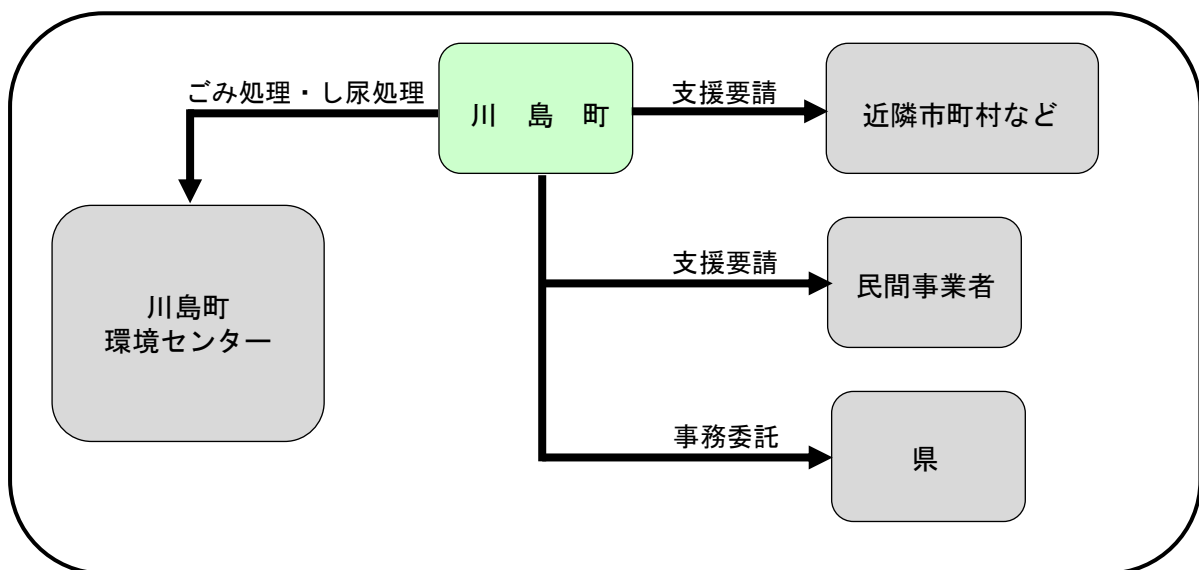 ごみ処理・し尿処理
川　島　町
支援要請
近隣市町村など
川島町
環境センター
支援要請
民間事業者
事務委託
県